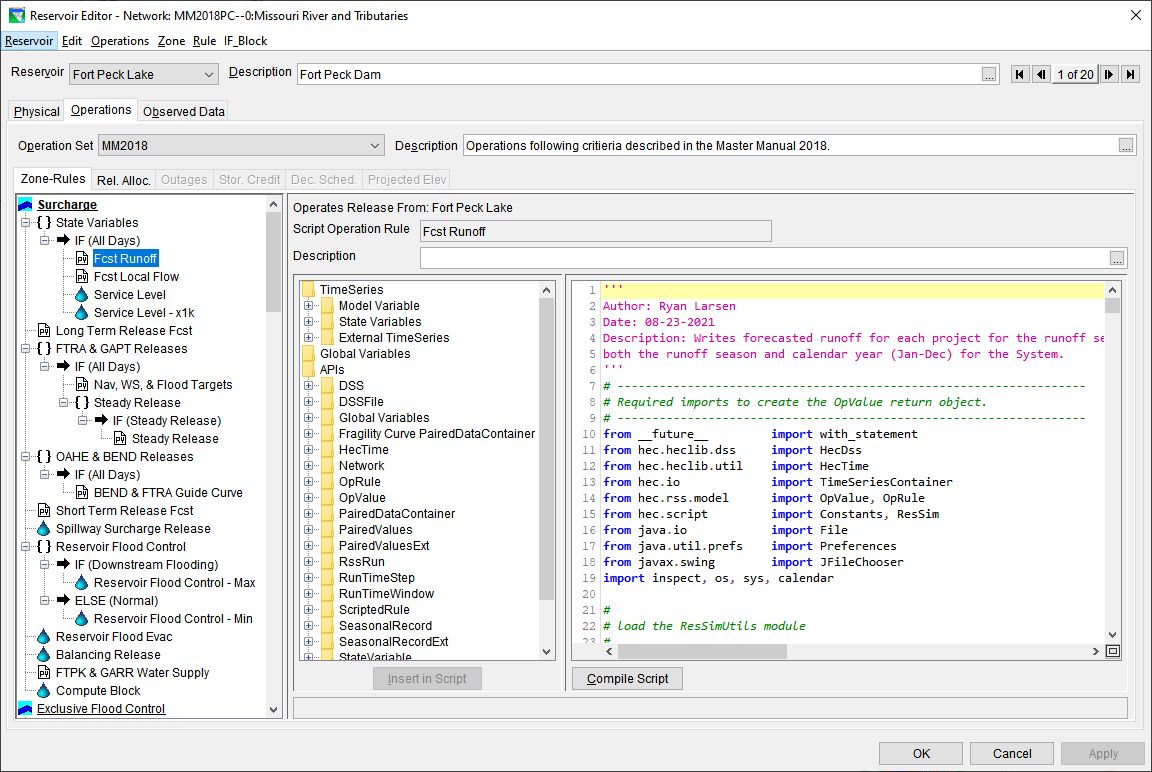 Reservoir Editor - Network: MM2018PC--0:Missouri River and Tributaries
Reservoir Edit Operations Zone Rule IF_Block
Reservoir Fort Peck Lake Description Fort Peck Dam ... 1 of 20
Physical Operations Observed Data
Operation Set MM2018 Description Operations following critieria described in the Master Manual 2018. ...
Zone-Rules Rel. Alloc. Outages Stor. Credit Dec. Sched. Projected Elev
Surcharge
{ } State Variables
IF (All Days)
Fcst Runoff
Fcst Local Flow
Service Level
Service Level - x1k
Long Term Release Fcst
{ } FTRA & GAPT Releases
IF (All Days)
Nav, WS, & Flood Targets
{ } Steady Release
IF (Steady Release)
Steady Release
{ } OAHE & BEND Releases
IF (All Days)
BEND & FTRA Guide Curve
Short Term Release Fcst
Spillway Surcharge Release
{ } Reservoir Flood Control
IF (Downstream Flooding)
Reservoir Flood Control - Max
ELSE (Normal)
Reservoir Flood Control - Min
Reservoir Flood Evac
Balancing Release
FTPK & GARR Water Supply
Compute Block
Exclusive Flood Control
Operates Release From: Fort Peck Lake
Script Operation Rule Fcst Runoff
Description ...
TimeSeries
Model Variable
State Variables
External TimeSeries
Global Variables
APIs
DSS
DSSFile
Global Variables
Fragility Curve PairedDataContainer
HecTime
Network
OpRule
OpValue
PairedDataContainer
PairedValues
PairedValuesExt
RssRun
RunTimeStep
RunTimeWindow
ScriptedRule
SeasonalRecord
SeasonalRecordExt
StateVariable
Insert in Script
1 '''
2 Author: Ryan Larsen
3 Date: 08-23-2021
4 Description: Writes forecasted runoff for each project for the runoff se
5 both the runoff season and calendar year (Jan-Dec) for the System.
6 '''
7 # ------------------------------------------------------------------
8 # Required imports to create the OpValue return object.
9 # ------------------------------------------------------------------
10 from __future__ import with_statement
11 from hec.heclib.dss import HecDss
12 from hec.heclib.util import HecTime
13 from hec.io import TimeSeriesContainer
14 from hec.rss.model import OpValue, OpRule
15 from hec.script import Constants, ResSim
16 from java.io import File
17 from java.util.prefs import Preferences
18 from javax.swing import JFileChooser
19 import inspect, os, sys, calendar
20
21 #
22 # load the ResSimUtils module
23 #
Compile Script
OK Cancel Apply